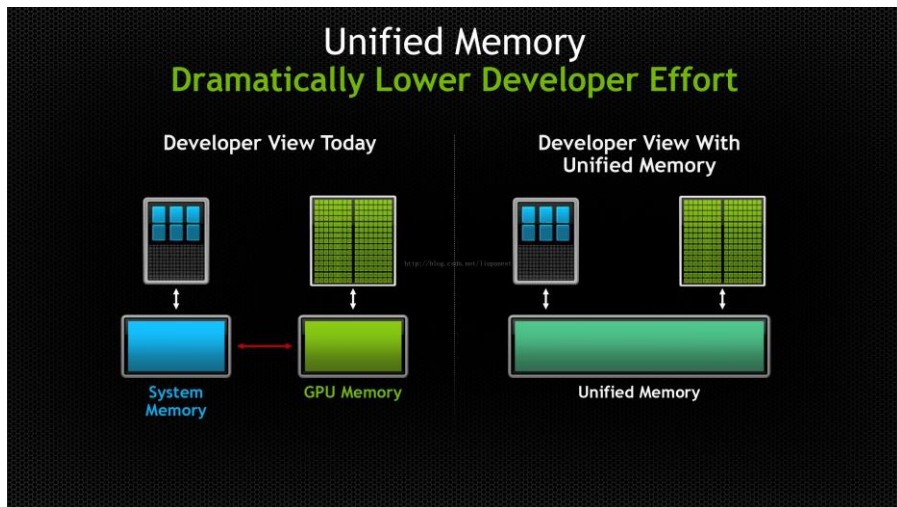 Unified Memory
Dramatically Lower Developer Effort
Developer View Today
Developer View With
Unified Memory
System
Memory
GPU Memory
Unified Memory